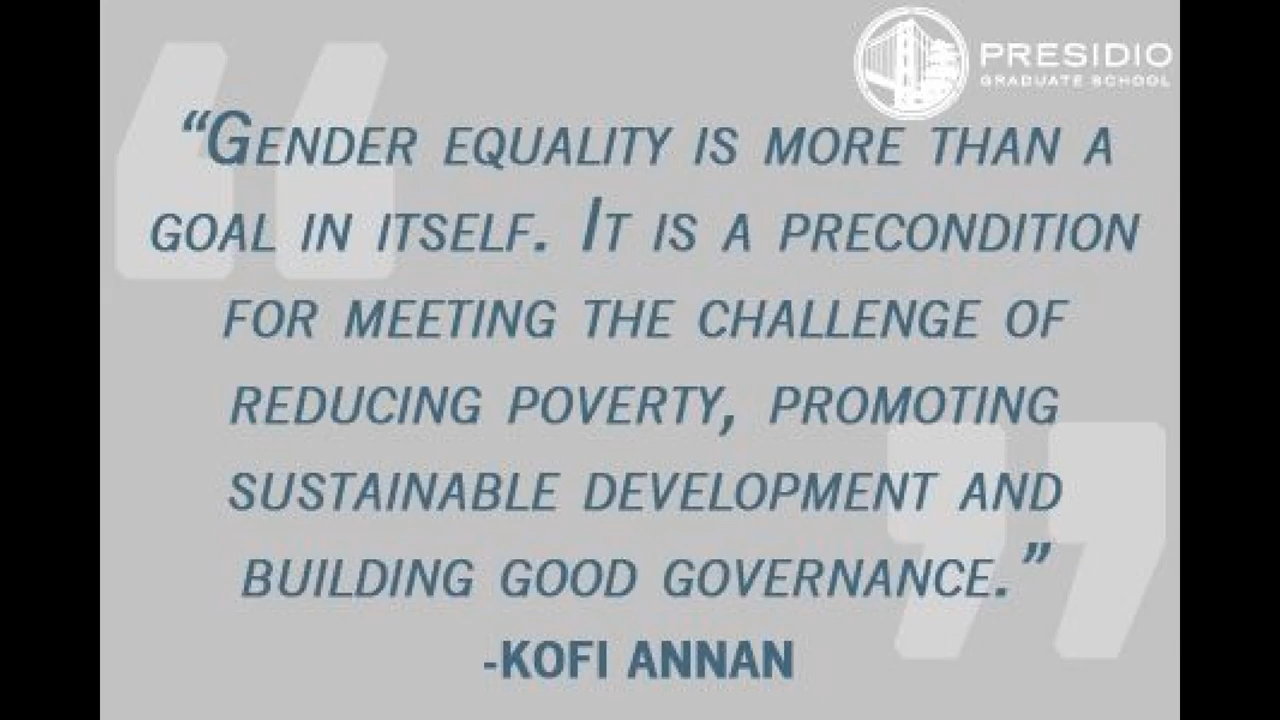 PRESIDIO
GRADUATE SCHOOL
“GENDER EQUALITY IS MORE THAN A
GOAL IN ITSELF. IT IS A PRECONDITION
FOR MEETING THE CHALLENGE OF
REDUCING POVERTY, PROMOTING
SUSTAINABLE DEVELOPMENT AND
BUILDING GOOD GOVERNANCE.”
-KOFI ANNAN